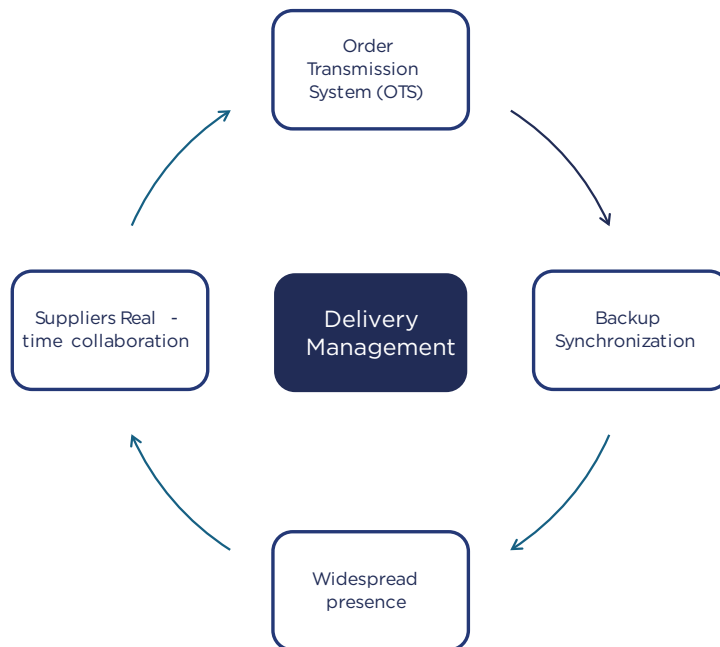 Order
Transmission
System (OTS)
Suppliers Real -
time collaboration
Delivery
Management
Backup
Synchronization
Widespread
presence